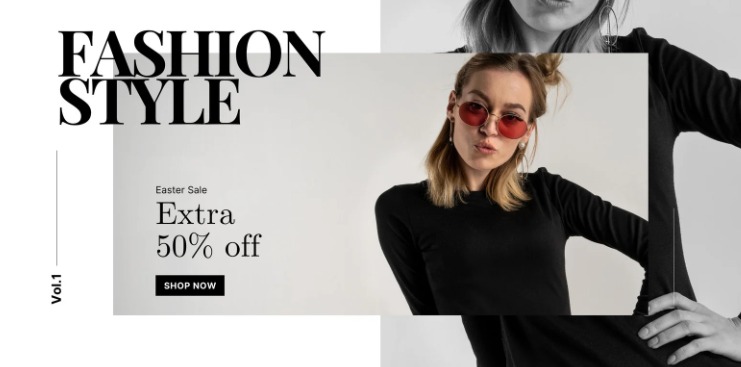 FASHION
STYLE
Easter Sale
Extra
50% off
SHOP NOW
Vol.1